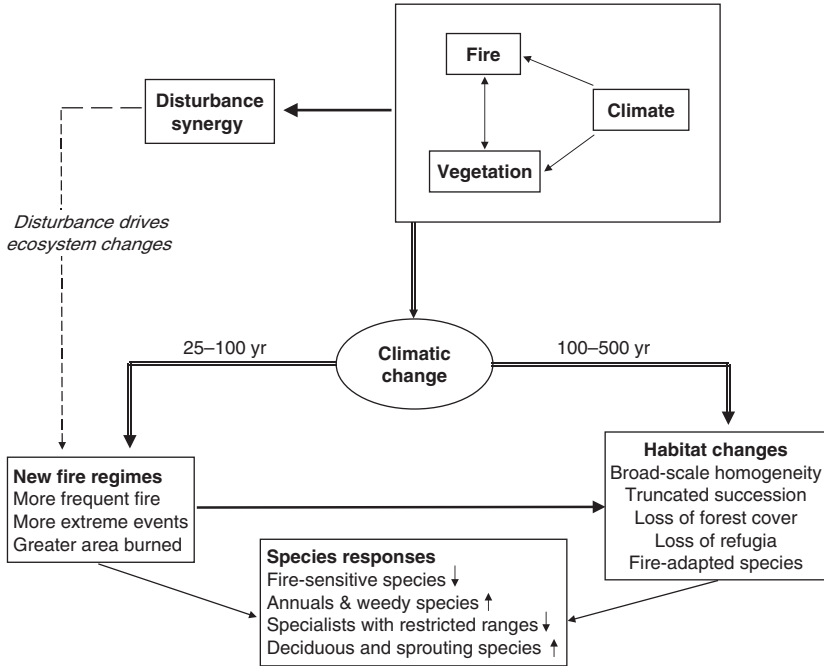 Fire
Disturbance
synergy
Climate
Vegetation
Disturbance drives
ecosystem changes
25–100 yr
Climatic
change
100–500 yr
New fire regimes
More frequent fire
More extreme events
Greater area burned
Habitat changes
Broad-scale homogeneity
Truncated succession
Loss of forest cover
Loss of refugia
Fire-adapted species
Species responses
Fire-sensitive species ↓
Annuals & weedy species ↑
Specialists with restricted ranges ↓
Deciduous and sprouting species ↑